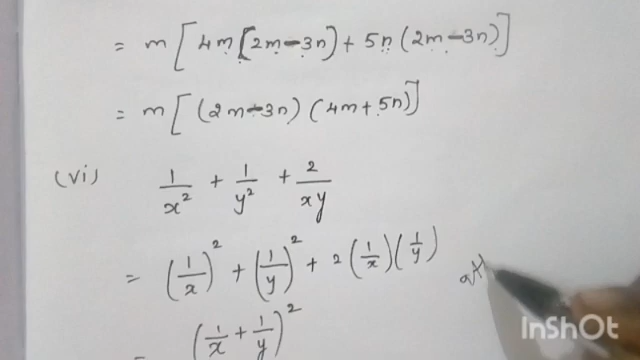 = m [ 4m (2m-3n) + 5n (2m-3n) ]
= m [ (2m-3n) (4m+5n) ]
(vi) 1/x² + 1/y² + 2/xy
= (1/x)² + (1/y)² + 2 (1/x) (1/y)
= (1/x + 1/y)²
InShOt